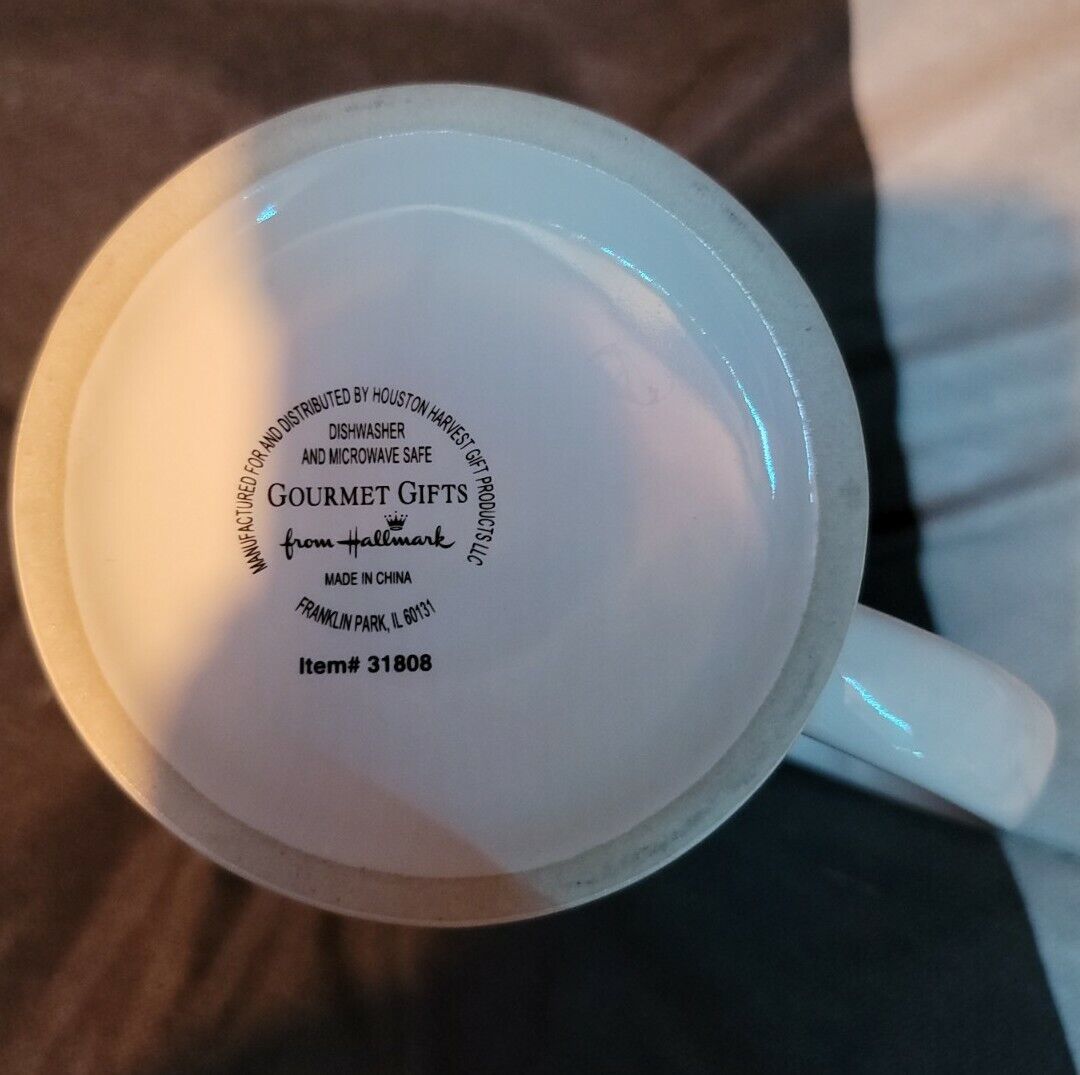 MANUFACTURED FOR AND DISTRIBUTED BY HOUSTON HARVEST GIFT PRODUCTS LLC
DISHWASHER
AND MICROWAVE SAFE
GOURMET GIFTS
from Hallmark
MADE IN CHINA
FRANKLIN PARK, IL 60131
Item# 31808